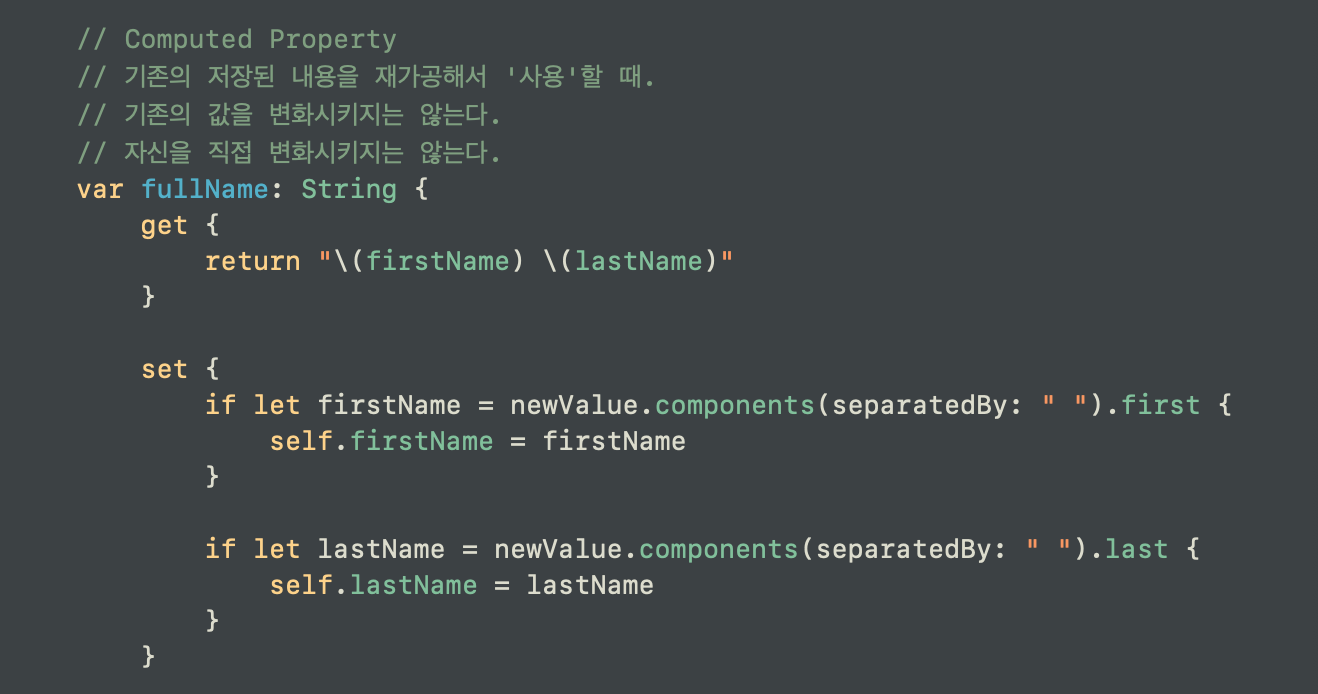 // Computed Property
// 기존의 저장된 내용을 재가공해서 '사용'할 때.
// 기존의 값을 변화시키지는 않는다.
// 자신을 직접 변화시키지는 않는다.
var fullName: String {
    get {
        return "\(firstName) \(lastName)"
    }

    set {
        if let firstName = newValue.components(separatedBy: " ").first {
            self.firstName = firstName
        }

        if let lastName = newValue.components(separatedBy: " ").last {
            self.lastName = lastName
        }
    }